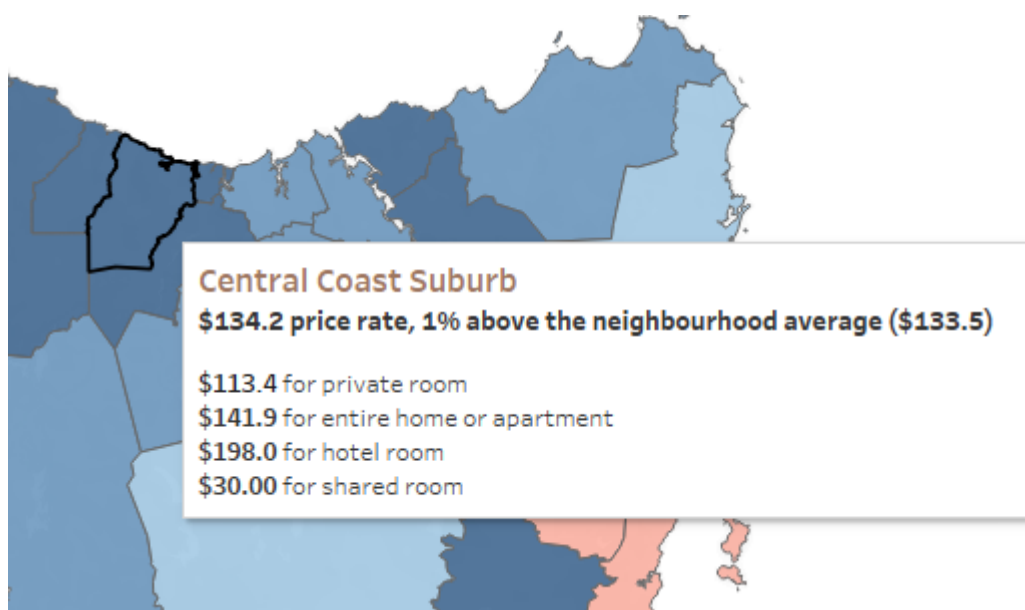 Central Coast Suburb
$134.2 price rate, 1% above the neighbourhood average ($133.5)
$113.4 for private room
$141.9 for entire home or apartment
$198.0 for hotel room
$30.00 for shared room